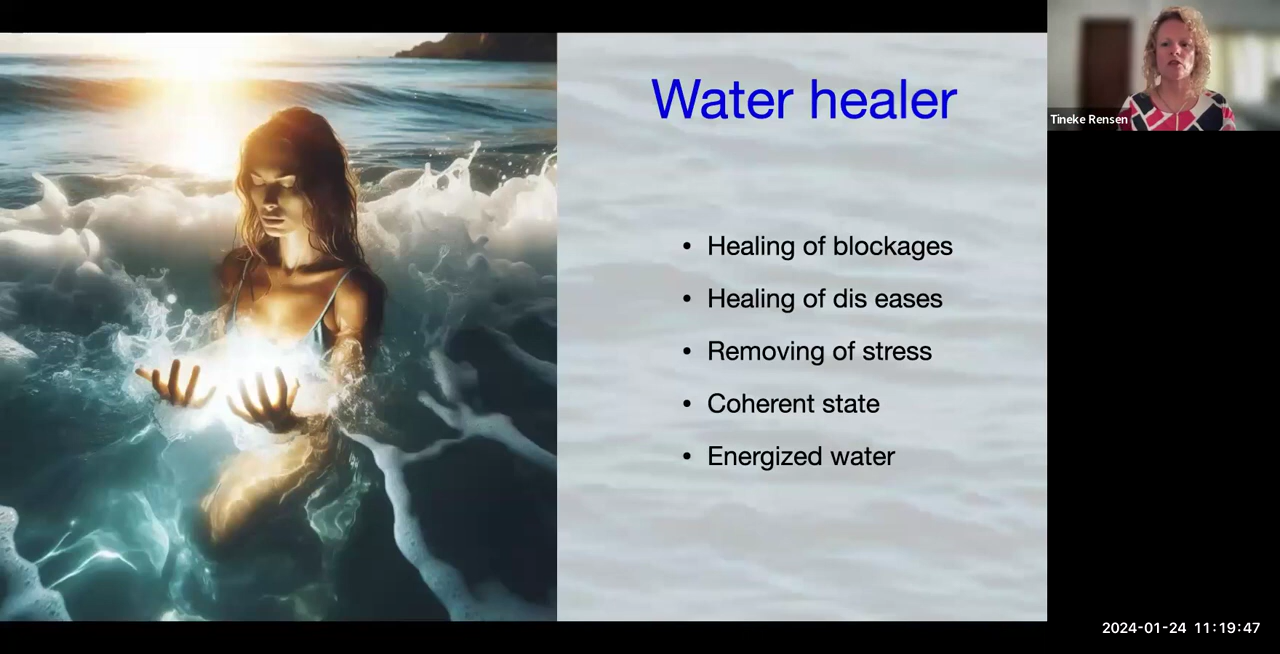 Water healer
• Healing of blockages
• Healing of dis eases
• Removing of stress
• Coherent state
• Energized water
Tineke Rensen
2024-01-24 11:19:47